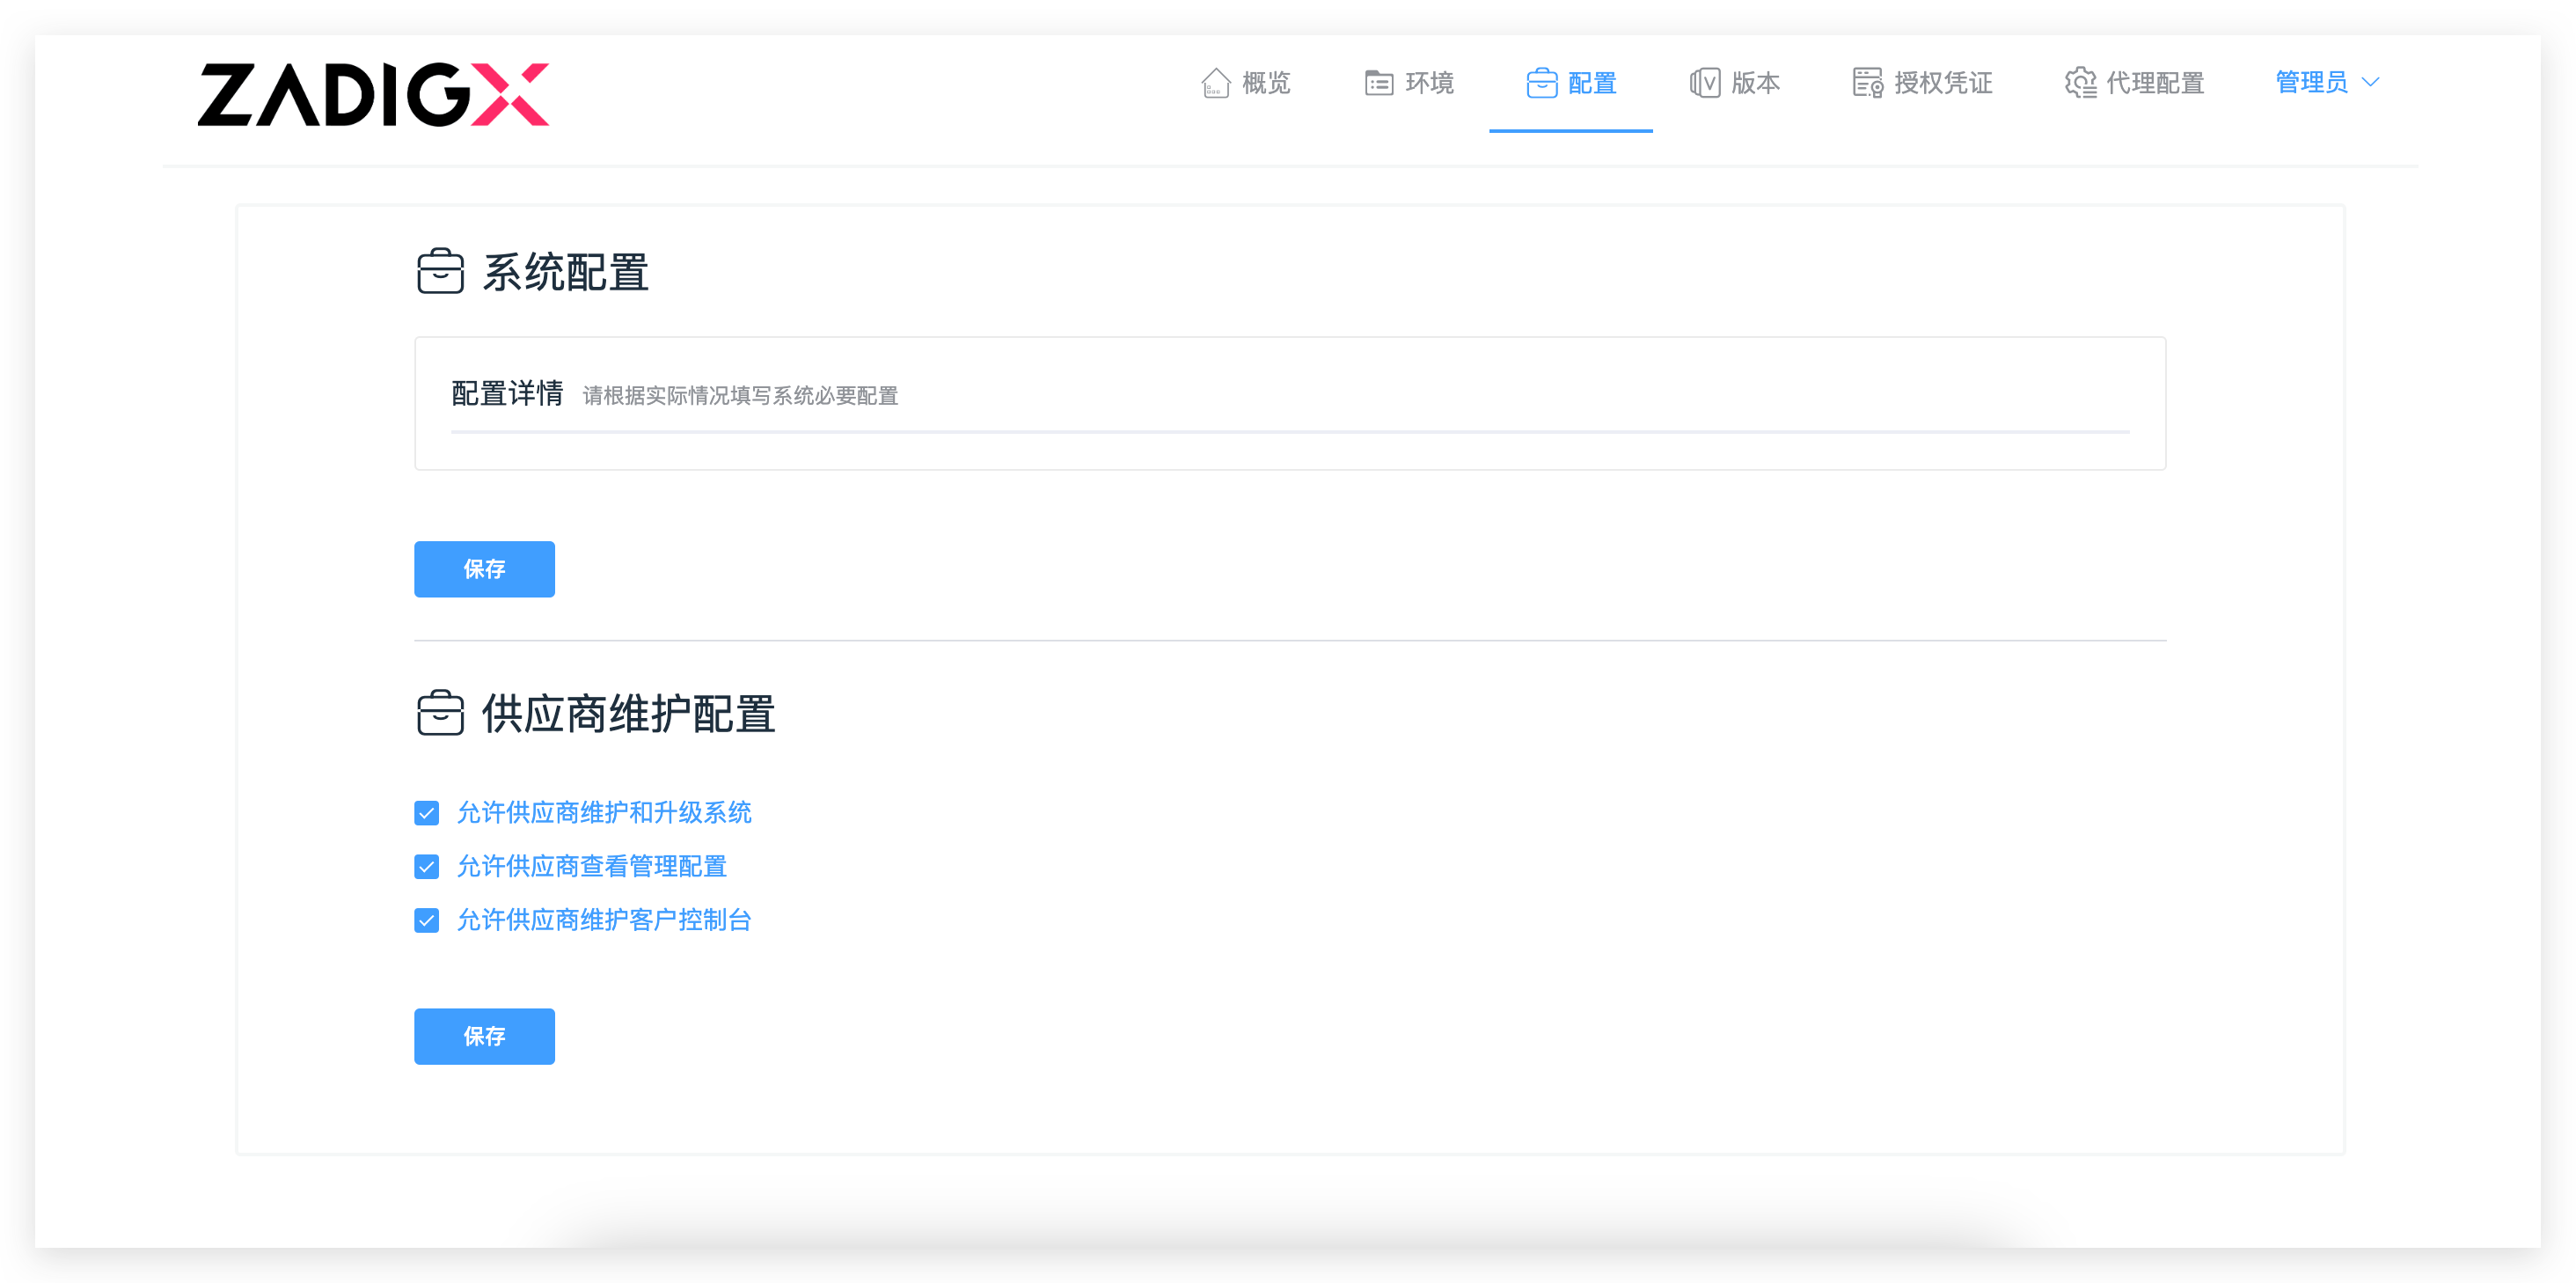 ZADIGX
概览 环境 配置 版本 授权凭证 代理配置 管理员
系统配置
配置详情 请根据实际情况填写系统必要配置
保存
供应商维护配置
允许供应商维护和升级系统
允许供应商查看管理配置
允许供应商维护客户控制台
保存